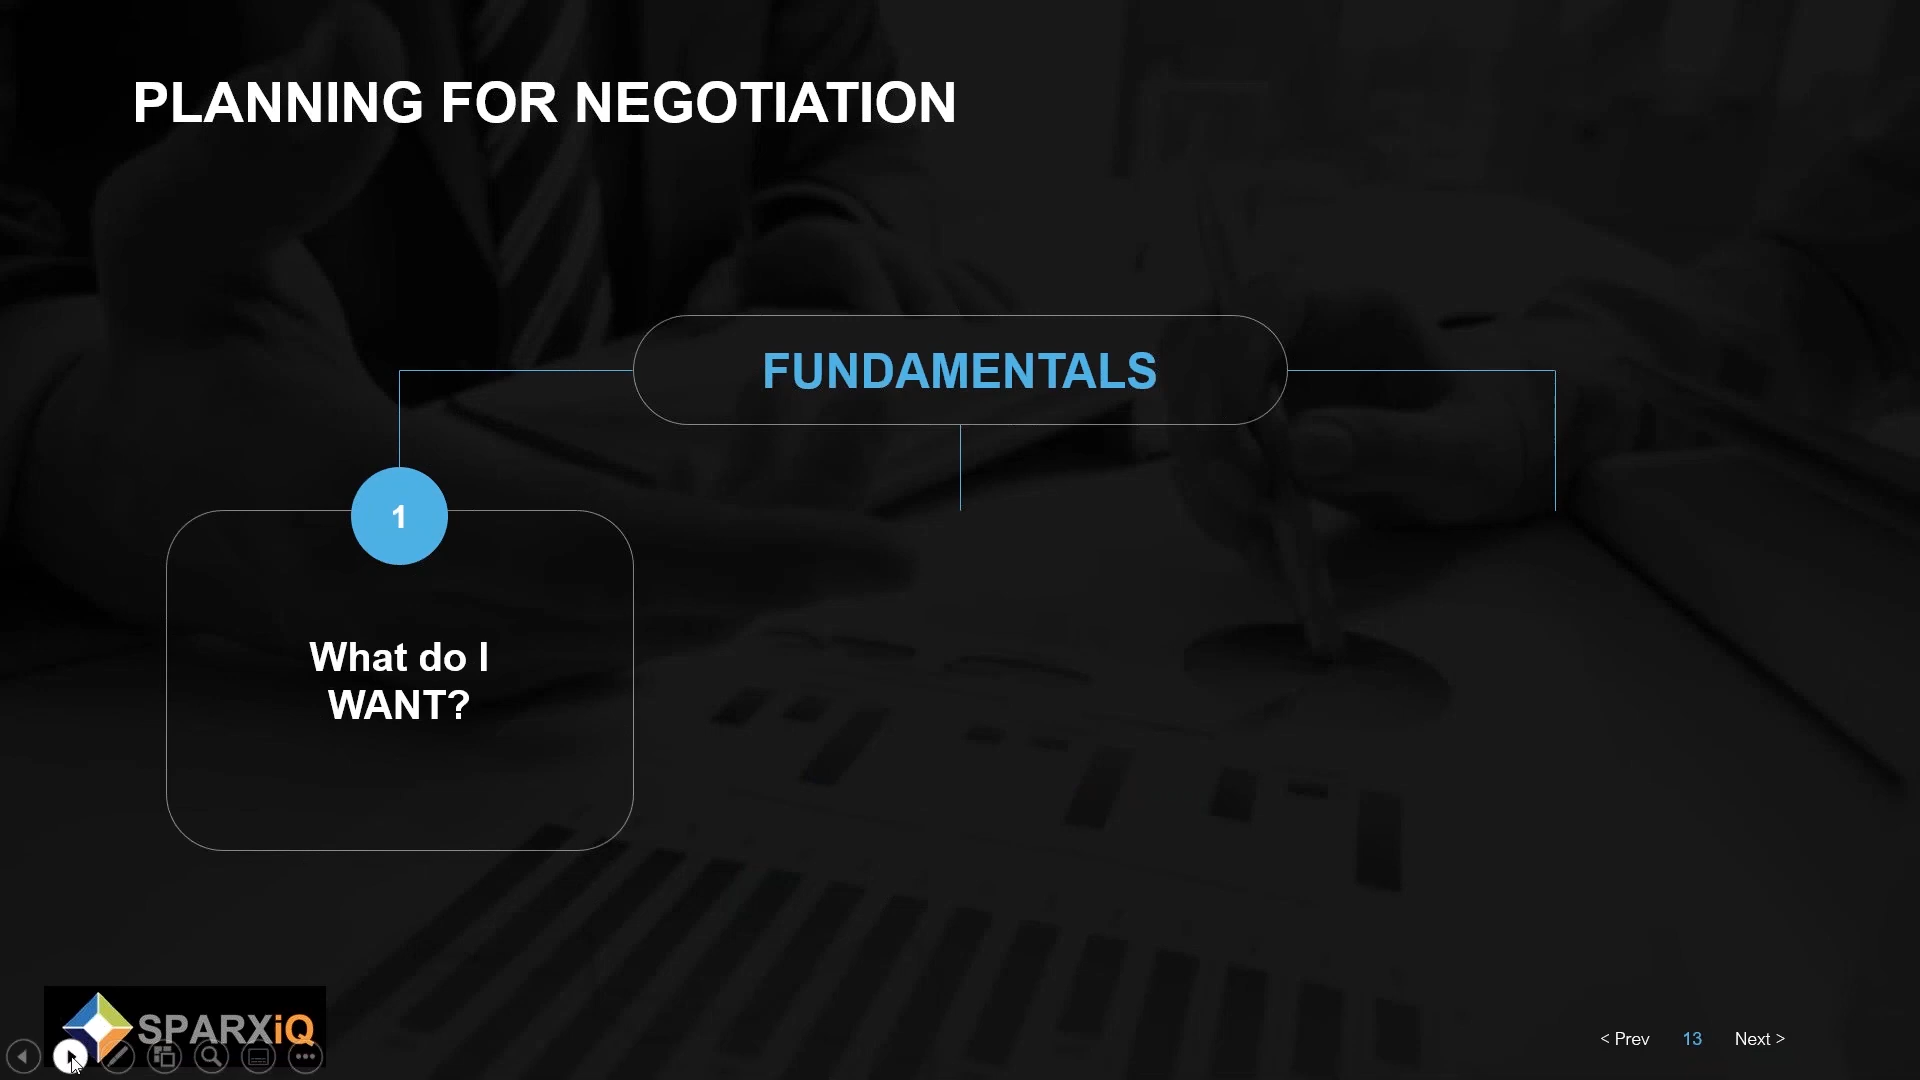 PLANNING FOR NEGOTIATION
FUNDAMENTALS
1
What do I
WANT?
SPARXiQ
< Prev 13 Next >